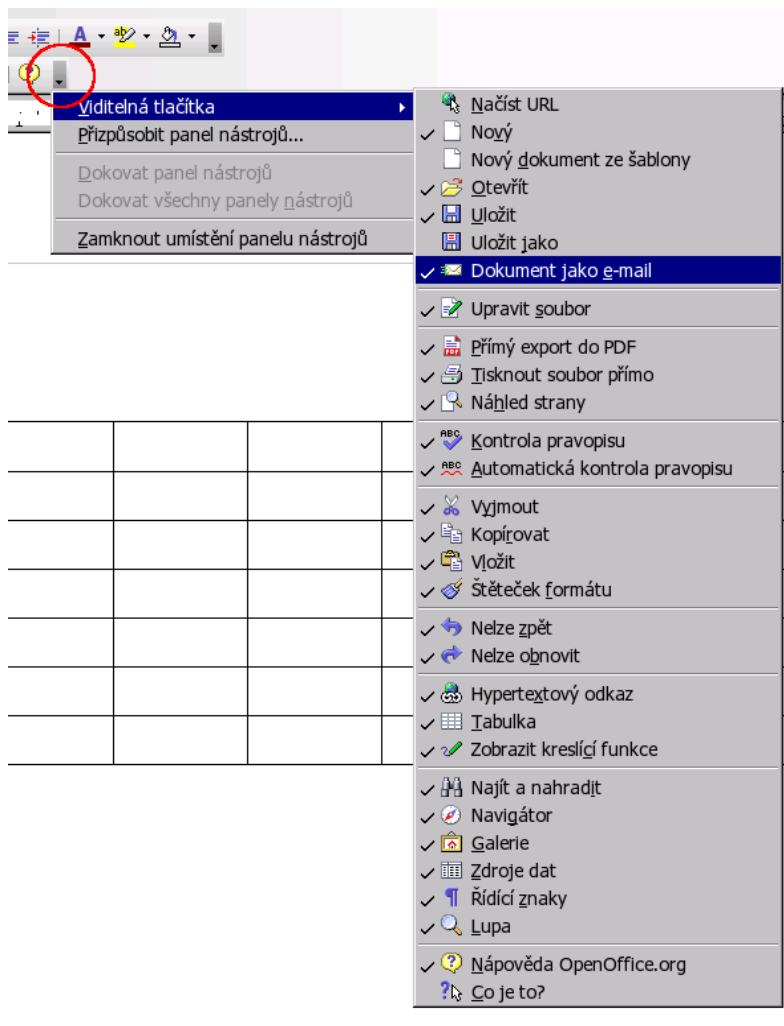 Viditelná tlačítka
Přizpůsobit panel nástrojů...
Dokovat panel nástrojů
Dokovat všechny panely nástrojů
Zamknout umístění panelu nástrojů
Načíst URL
Nový
Nový dokument ze šablony
Otevřít
Uložit
Uložit jako
Dokument jako e-mail
Upravit soubor
Přímý export do PDF
Tisknout soubor přímo
Náhled strany
Kontrola pravopisu
Automatická kontrola pravopisu
Vyjmout
Kopírovat
Vložit
Štěteček formátu
Nelze zpět
Nelze obnovit
Hypertextový odkaz
Tabulka
Zobrazit kreslící funkce
Najít a nahradit
Navigátor
Galerie
Zdroje dat
Řídící znaky
Lupa
Nápověda OpenOffice.org
Co je to?